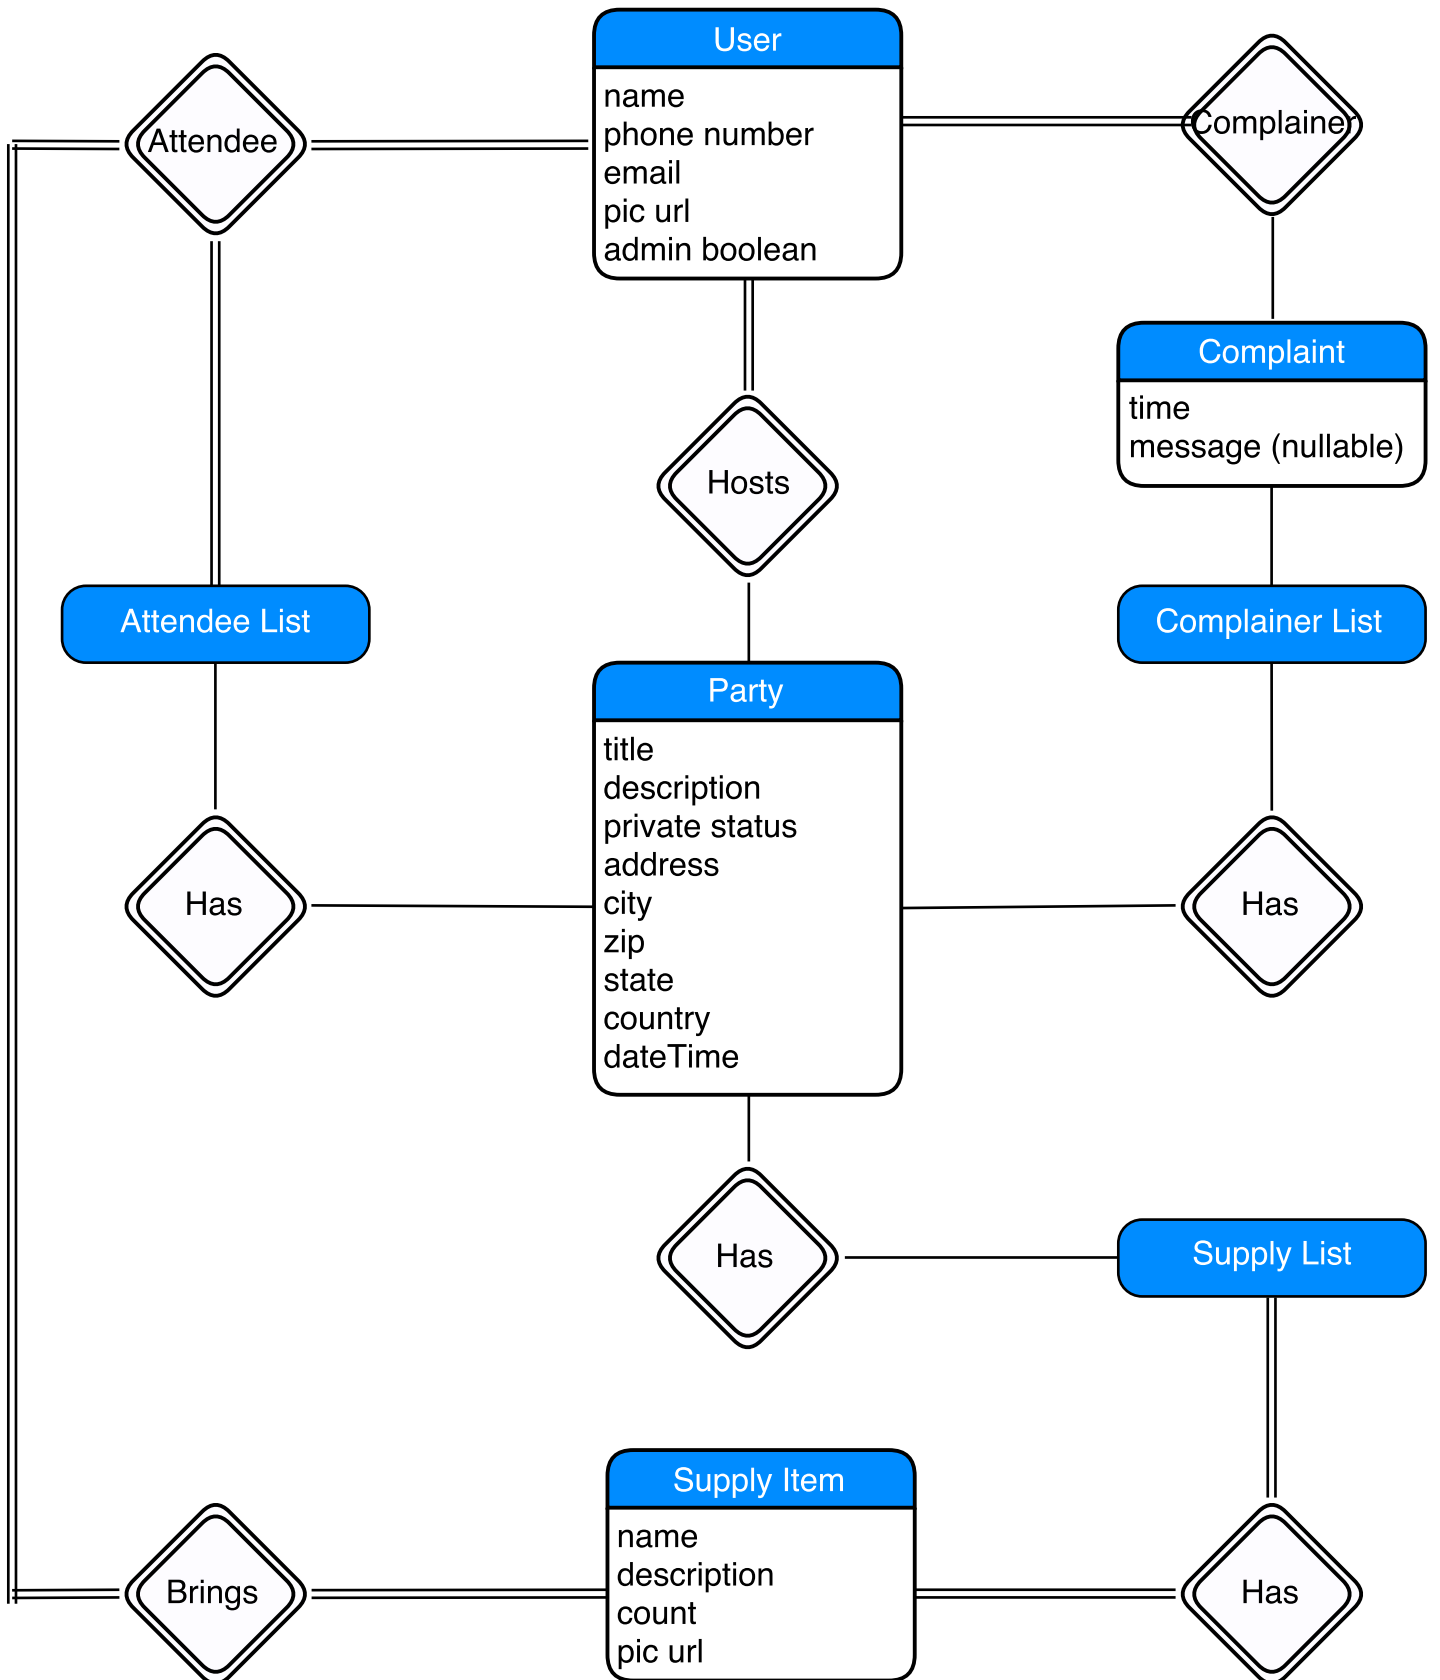 User
name
phone number
email
pic url
admin boolean
Attendee
Complainer
Hosts
Complaint
time
message (nullable)
Attendee List
Complainer List
Party
title
description
private status
address
city
zip
state
country
dateTime
Has
Has
Has
Supply List
Supply Item
name
description
count
pic url
Brings
Has